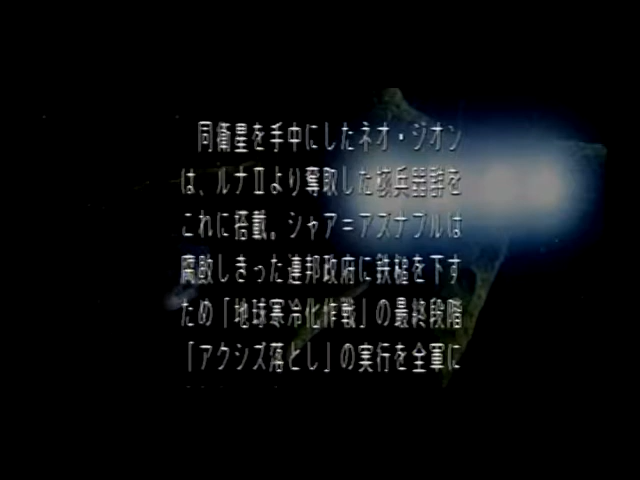 同衛星を手中にしたネオ・ジオン
は、ルナⅡより奪取した核兵器群を
これに搭載。シャア＝アズナブルは
腐敗しきった連邦政府に鉄槌を下す
ため「地球寒冷化作戦」の最終段階
「アクシズ落とし」の実行を全軍に